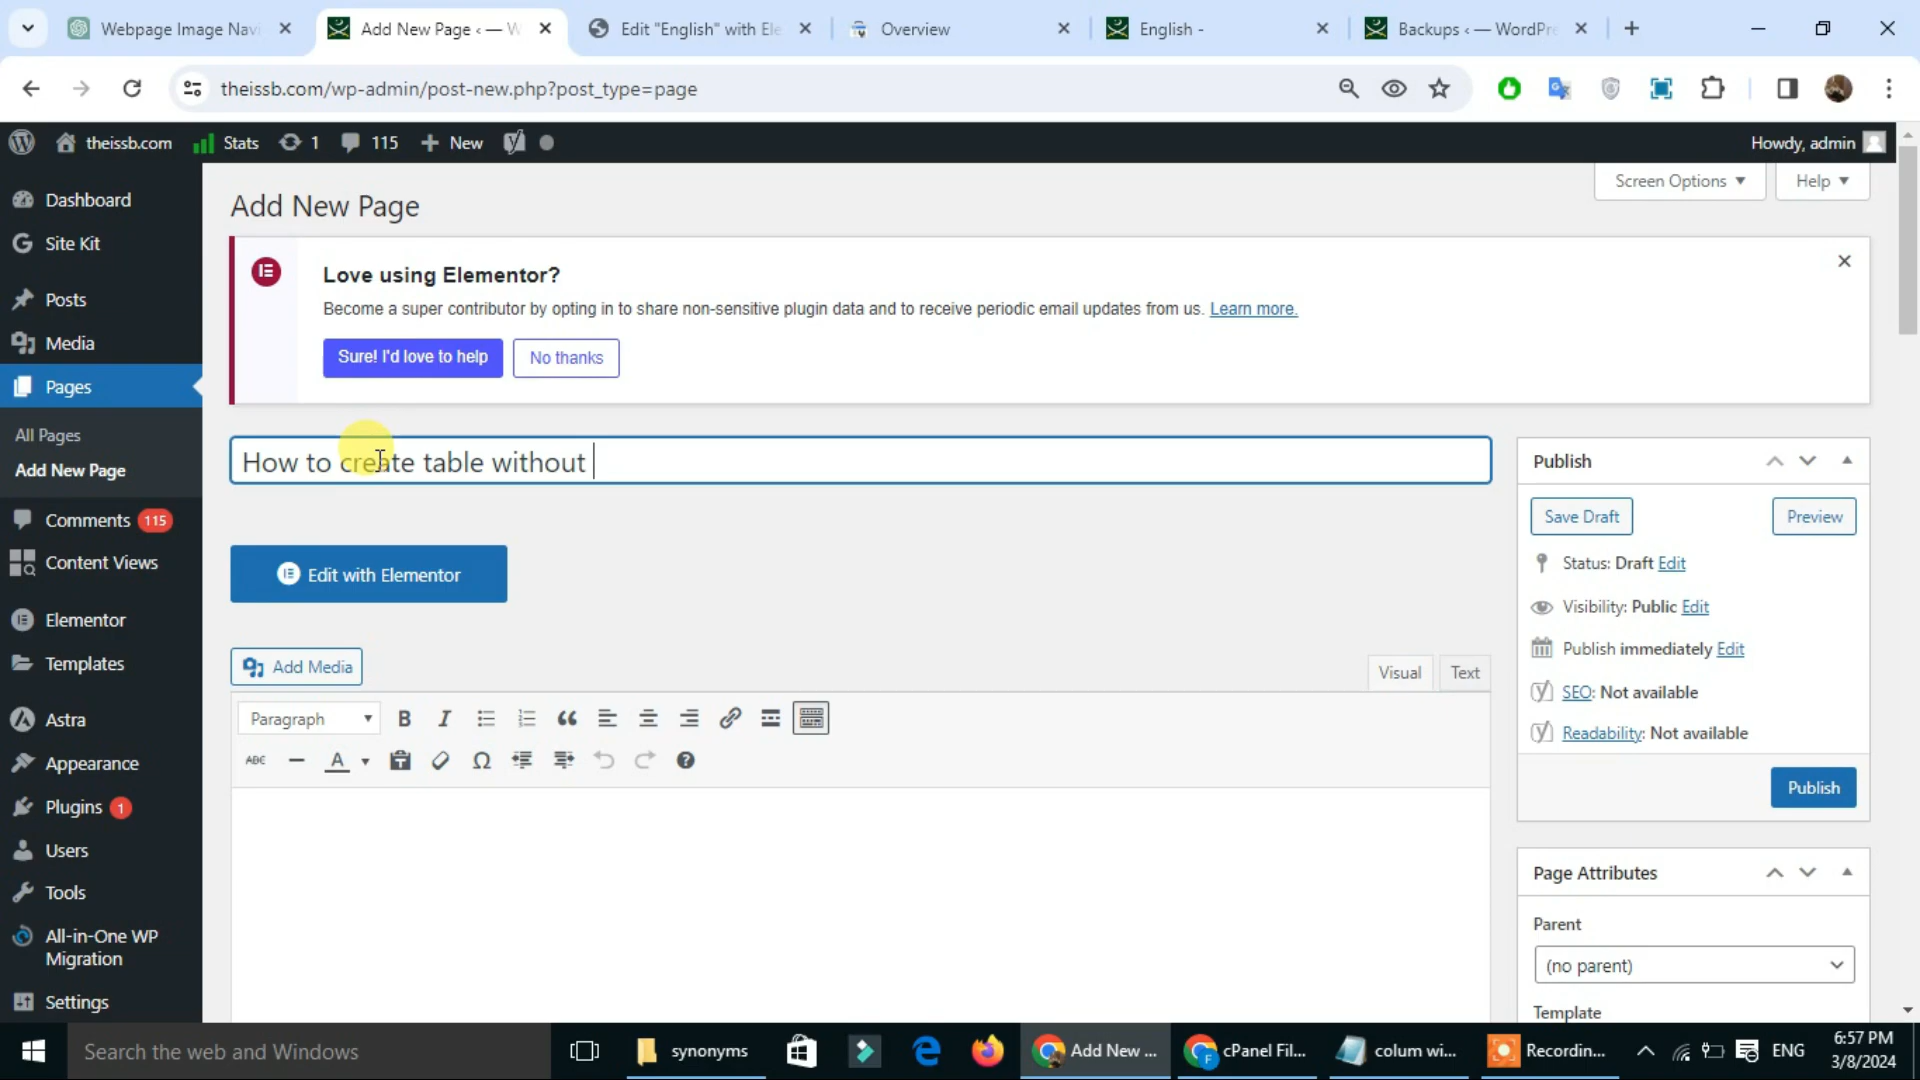 Webpage Image Navi
Add New Page ‹ — W
Edit "English" with Ele
Overview
English -
Backups ‹ — WordPre
theissb.com/wp-admin/post-new.php?post_type=page
theissb.com
Stats
1
115
New
Howdy, admin
Screen Options
Help
Dashboard
Site Kit
Posts
Media
Pages
All Pages
Add New Page
Comments 115
Content Views
Elementor
Templates
Astra
Appearance
Plugins 1
Users
Tools
All-in-One WP
Migration
Settings
Add New Page
Love using Elementor?
Become a super contributor by opting in to share non-sensitive plugin data and to receive periodic email updates from us. Learn more.
Sure! I'd love to help
No thanks
How to create table without
Edit with Elementor
Add Media
Visual
Text
Paragraph
B I
ABC
A
Ω
Publish
Save Draft
Preview
Status: Draft Edit
Visibility: Public Edit
Publish immediately Edit
SEO: Not available
Readability: Not available
Publish
Page Attributes
Parent
(no parent)
Template
Search the web and Windows
synonyms
Add New ...
F
cPanel Fil...
colum wi...
Recordin...
ENG
6:57 PM
3/8/2024